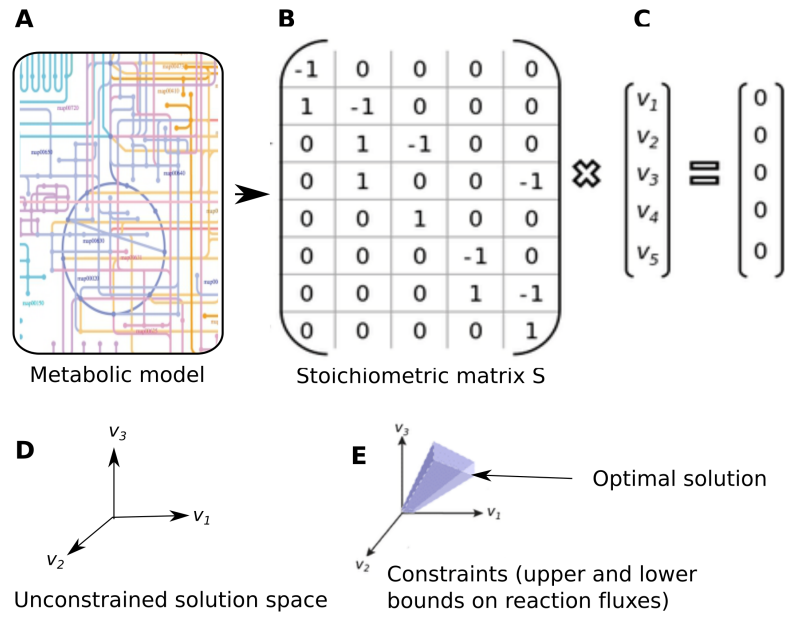 A
B
C
-1 0 0 0 0
1 -1 0 0 0
0 1 -1 0 0
0 1 0 0 -1
0 0 1 0 0
0 0 0 -1 0
0 0 0 1 -1
0 0 0 0 1
v1
v2
v3
v4
v5
=
0
0
0
0
0
Metabolic model
Stoichiometric matrix S
D
v3
v1
v2
Unconstrained solution space
E
v3
v1
v2
Optimal solution
Constraints (upper and lower
bounds on reaction fluxes)